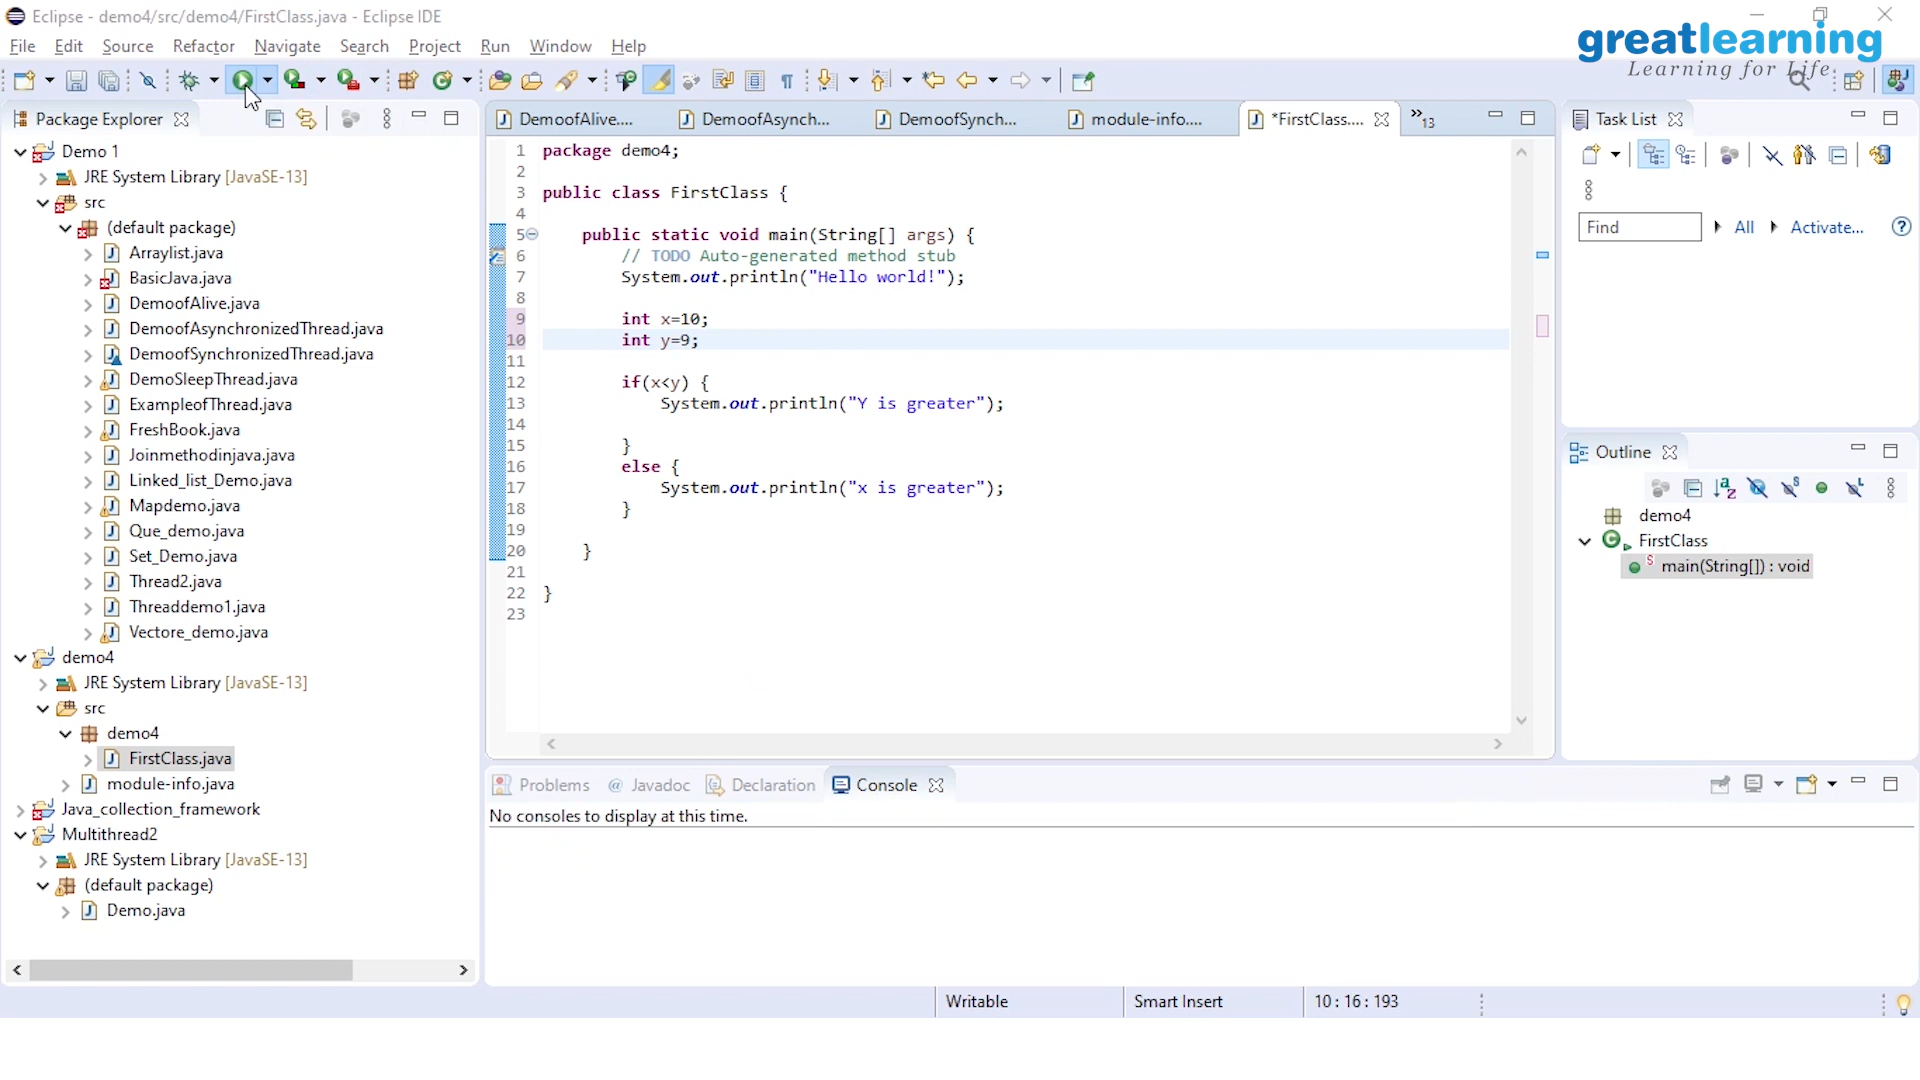 Eclipse - demo4/src/demo4/FirstClass.java - Eclipse IDE
greatlearning
Learning for Life
File Edit Source Refactor Navigate Search Project Run Window Help
Package Explorer
Demo 1
JRE System Library [JavaSE-13]
src
(default package)
Arraylist.java
BasicJava.java
DemoofAlive.java
DemoofAsynchronizedThread.java
DemoofSynchronizedThread.java
DemoSleepThread.java
ExampleofThread.java
FreshBook.java
Joinmethodinjava.java
Linked_list_Demo.java
Mapdemo.java
Que_demo.java
Set_Demo.java
Thread2.java
Threaddemo1.java
Vectore_demo.java
demo4
JRE System Library [JavaSE-13]
src
demo4
FirstClass.java
module-info.java
Java_collection_framework
Multithread2
JRE System Library [JavaSE-13]
(default package)
Demo.java
DemoofAlive.... DemoofAsynch... DemoofSynch... module-info.... *FirstClass.... »13
1 package demo4;
2
3 public class FirstClass {
4
5 public static void main(String[] args) {
6 // TODO Auto-generated method stub
7 System.out.println("Hello world!");
8
9 int x=10;
10 int y=9;
11
12 if(x<y) {
13 System.out.println("Y is greater");
14
15 }
16 else {
17 System.out.println("x is greater");
18 }
19
20 }
21
22 }
23
Problems @ Javadoc Declaration Console
No consoles to display at this time.
Task List
Find All Activate...
Outline
demo4
FirstClass
main(String[]) : void
Writable Smart Insert 10 : 16 : 193